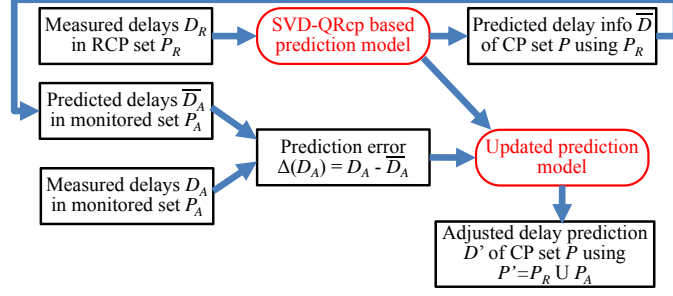 Measured delays D_R
in RCP set P_R
SVD-QRcp based
prediction model
Predicted delay info D̅
of CP set P using P_R
Predicted delays D̅_A
in monitored set P_A
Measured delays D_A
in monitored set P_A
Prediction error
Δ(D_A) = D_A - D̅_A
Updated prediction
model
Adjusted delay prediction
D' of CP set P using
P'=P_R U P_A